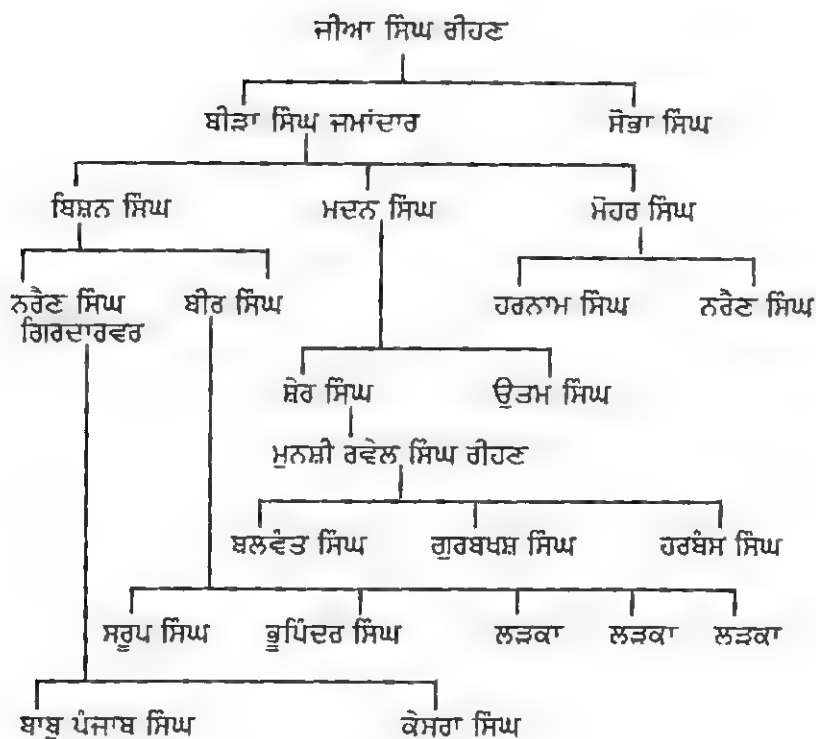 ਜੀਆ ਸਿੰਘ ਰੀਹਣ
ਬੀੜਾ ਸਿੰਘ ਜਮਾਂਦਾਰ ਸੋਭਾ ਸਿੰਘ
ਬਿਸ਼ਨ ਸਿੰਘ ਮਦਨ ਸਿੰਘ ਮੋਹਰ ਸਿੰਘ
ਨਰੈਣ ਸਿੰਘ ਬੀਰ ਸਿੰਘ ਹਰਨਾਮ ਸਿੰਘ ਨਰੈਣ ਸਿੰਘ
ਗਿਰਦਾਰਵਰ
ਸ਼ੇਰ ਸਿੰਘ ਉਤਮ ਸਿੰਘ
ਮੁਨਸ਼ੀ ਰਵੇਲ ਸਿੰਘ ਰੀਹਣ
ਬਲਵੰਤ ਸਿੰਘ ਗੁਰਬਖਸ਼ ਸਿੰਘ ਹਰਬੰਸ ਸਿੰਘ
ਸਰੂਪ ਸਿੰਘ ਭੂਪਿੰਦਰ ਸਿੰਘ ਲੜਕਾ ਲੜਕਾ ਲੜਕਾ
ਬਾਬੂ ਪੰਜਾਬ ਸਿੰਘ ਕੇਸਰਾ ਸਿੰਘ